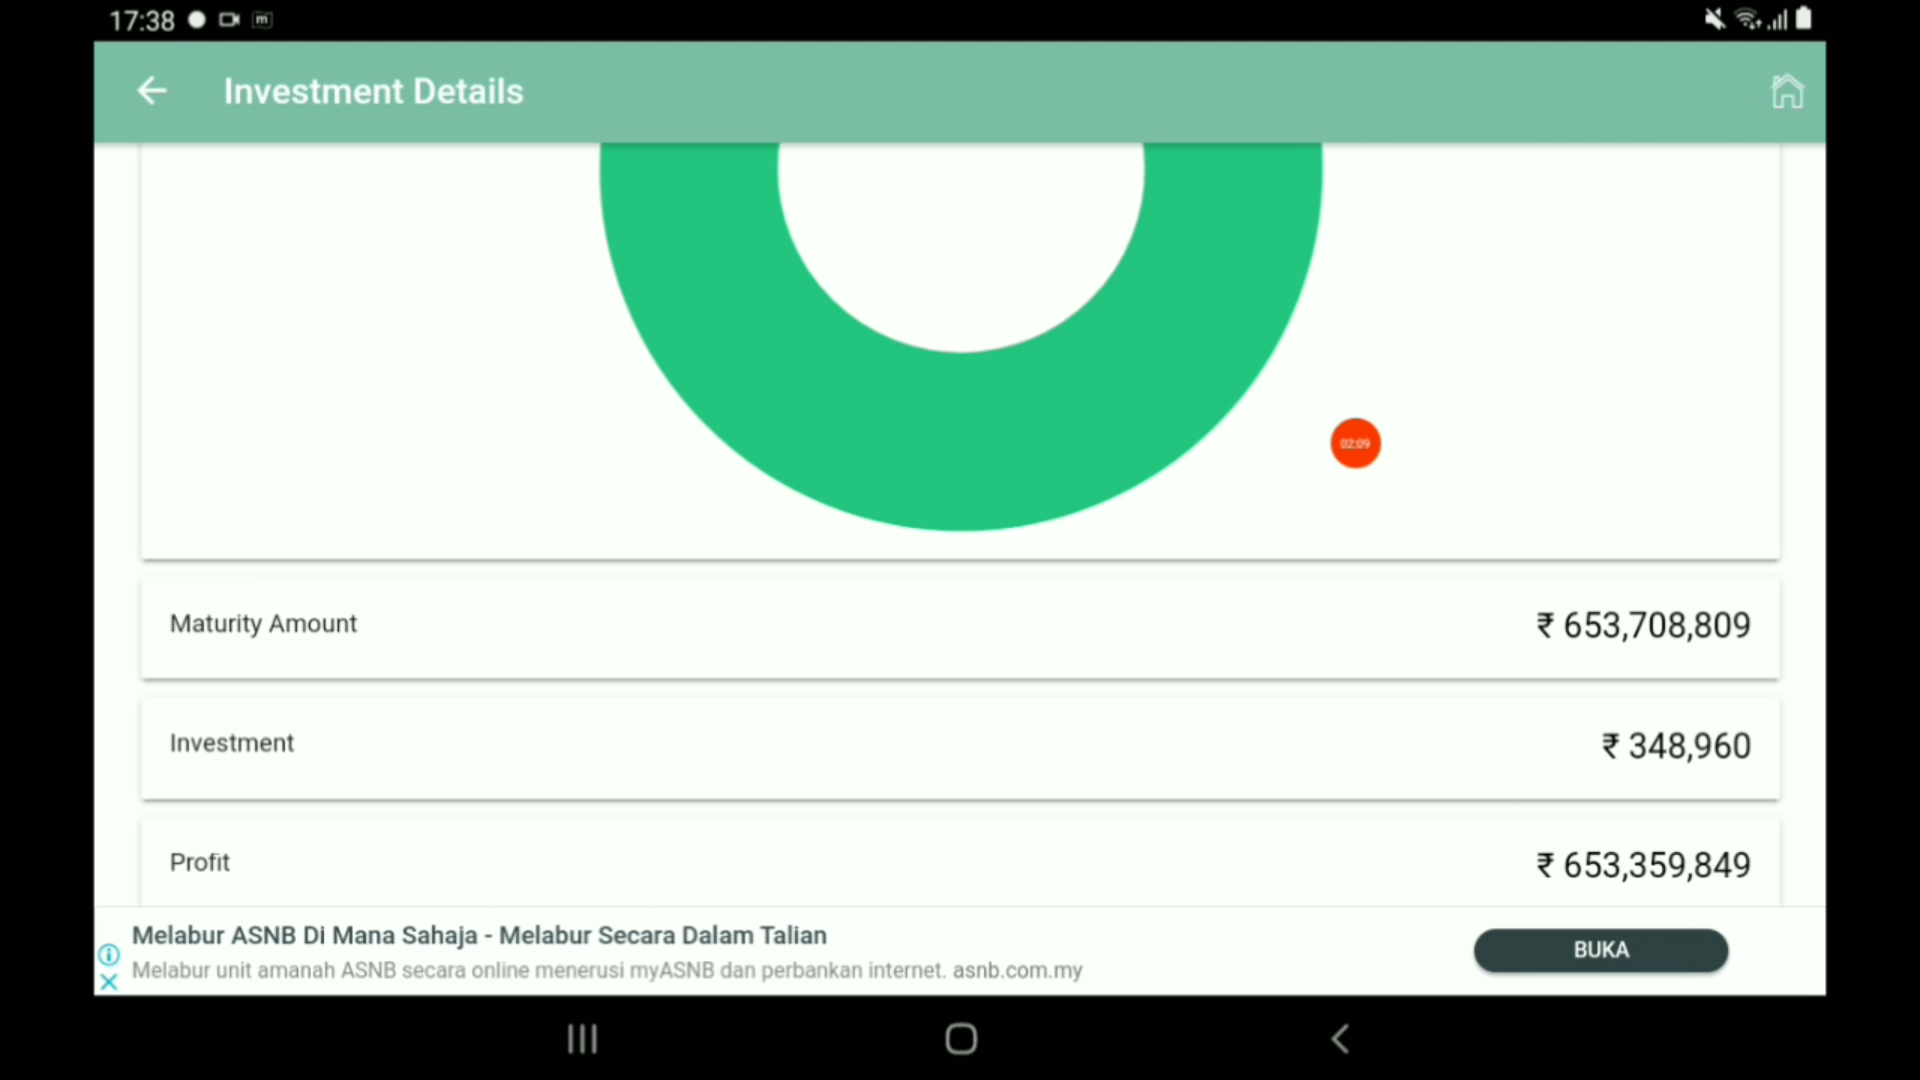 17:38
Investment Details
02:09
Maturity Amount
₹ 653,708,809
Investment
₹ 348,960
Profit
₹ 653,359,849
Melabur ASNB Di Mana Sahaja - Melabur Secara Dalam Talian
Melabur unit amanah ASNB secara online menerusi myASNB dan perbankan internet. asnb.com.my
BUKA